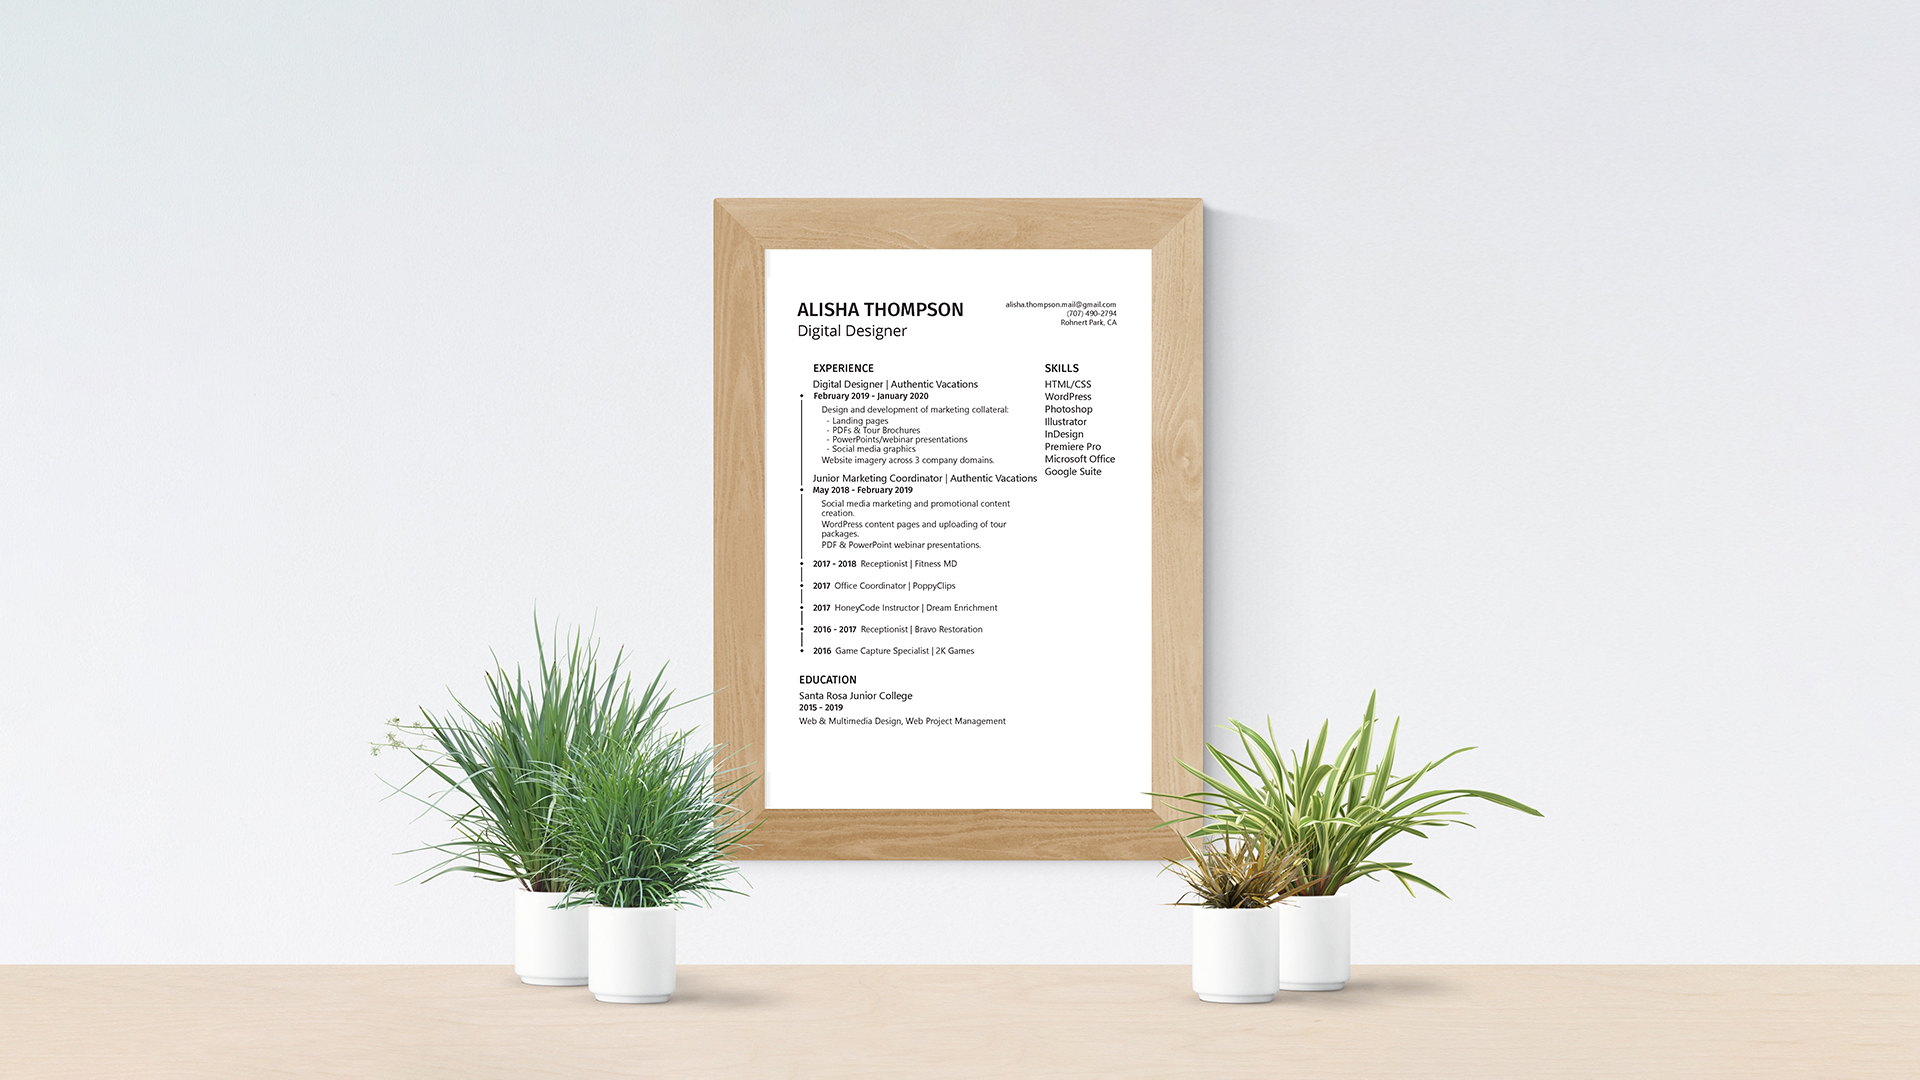 ALISHA THOMPSON
Digital Designer
alisha.thompson.mail@gmail.com
(707) 490-2794
Rohnert Park, CA
EXPERIENCE
Digital Designer | Authentic Vacations
February 2019 - January 2020
Design and development of marketing collateral:
- Landing pages
- PDFs & Tour Brochures
- PowerPoints/webinar presentations
- Social media graphics
Website imagery across 3 company domains.
Junior Marketing Coordinator | Authentic Vacations
May 2018 - February 2019
Social media marketing and promotional content
creation.
WordPress content pages and uploading of tour
packages.
PDF & PowerPoint webinar presentations.
2017 - 2018 Receptionist | Fitness MD
2017 Office Coordinator | PoppyClips
2017 HoneyCode Instructor | Dream Enrichment
2016 - 2017 Receptionist | Bravo Restoration
2016 Game Capture Specialist | 2K Games
SKILLS
HTML/CSS
WordPress
Photoshop
Illustrator
InDesign
Premiere Pro
Microsoft Office
Google Suite
EDUCATION
Santa Rosa Junior College
2015 - 2019
Web & Multimedia Design, Web Project Management